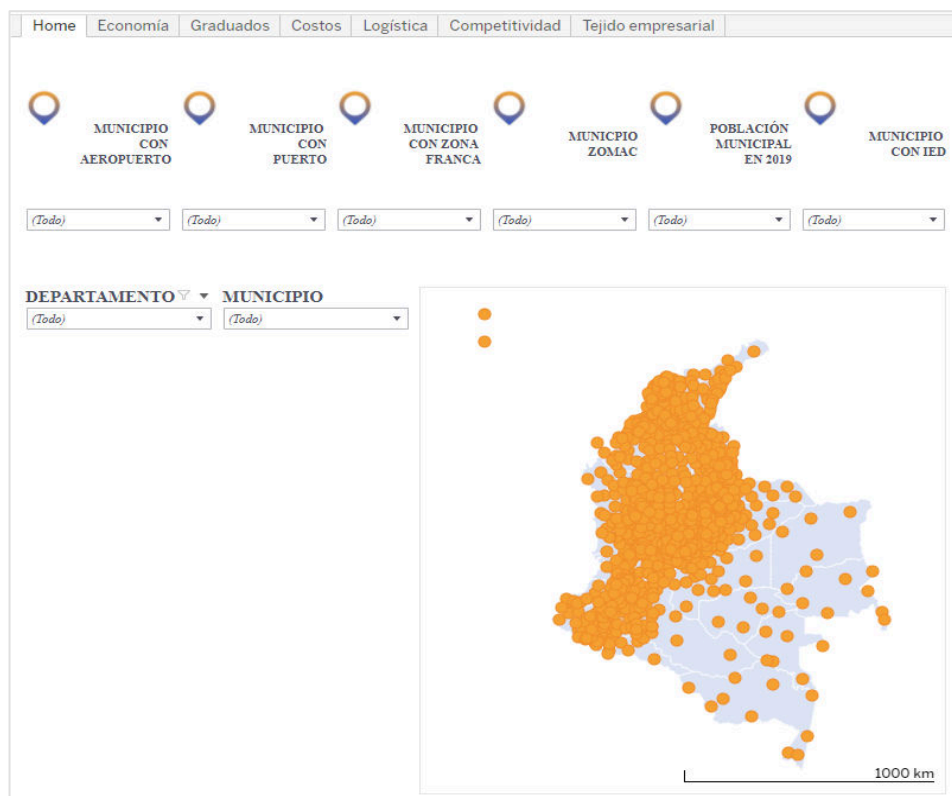 Home Economía Graduados Costos Logística Competitividad Tejido empresarial
MUNICIPIO
CON
AEROPUERTO
MUNICIPIO
CON
PUERTO
MUNICIPIO
CON ZONA
FRANCA
MUNICPIO
ZOMAC
POBLACIÓN
MUNICIPAL
EN 2019
MUNICIPIO
CON IED
(Todo) (Todo) (Todo) (Todo) (Todo) (Todo)
DEPARTAMENTO MUNICIPIO
(Todo) (Todo)
1000 km